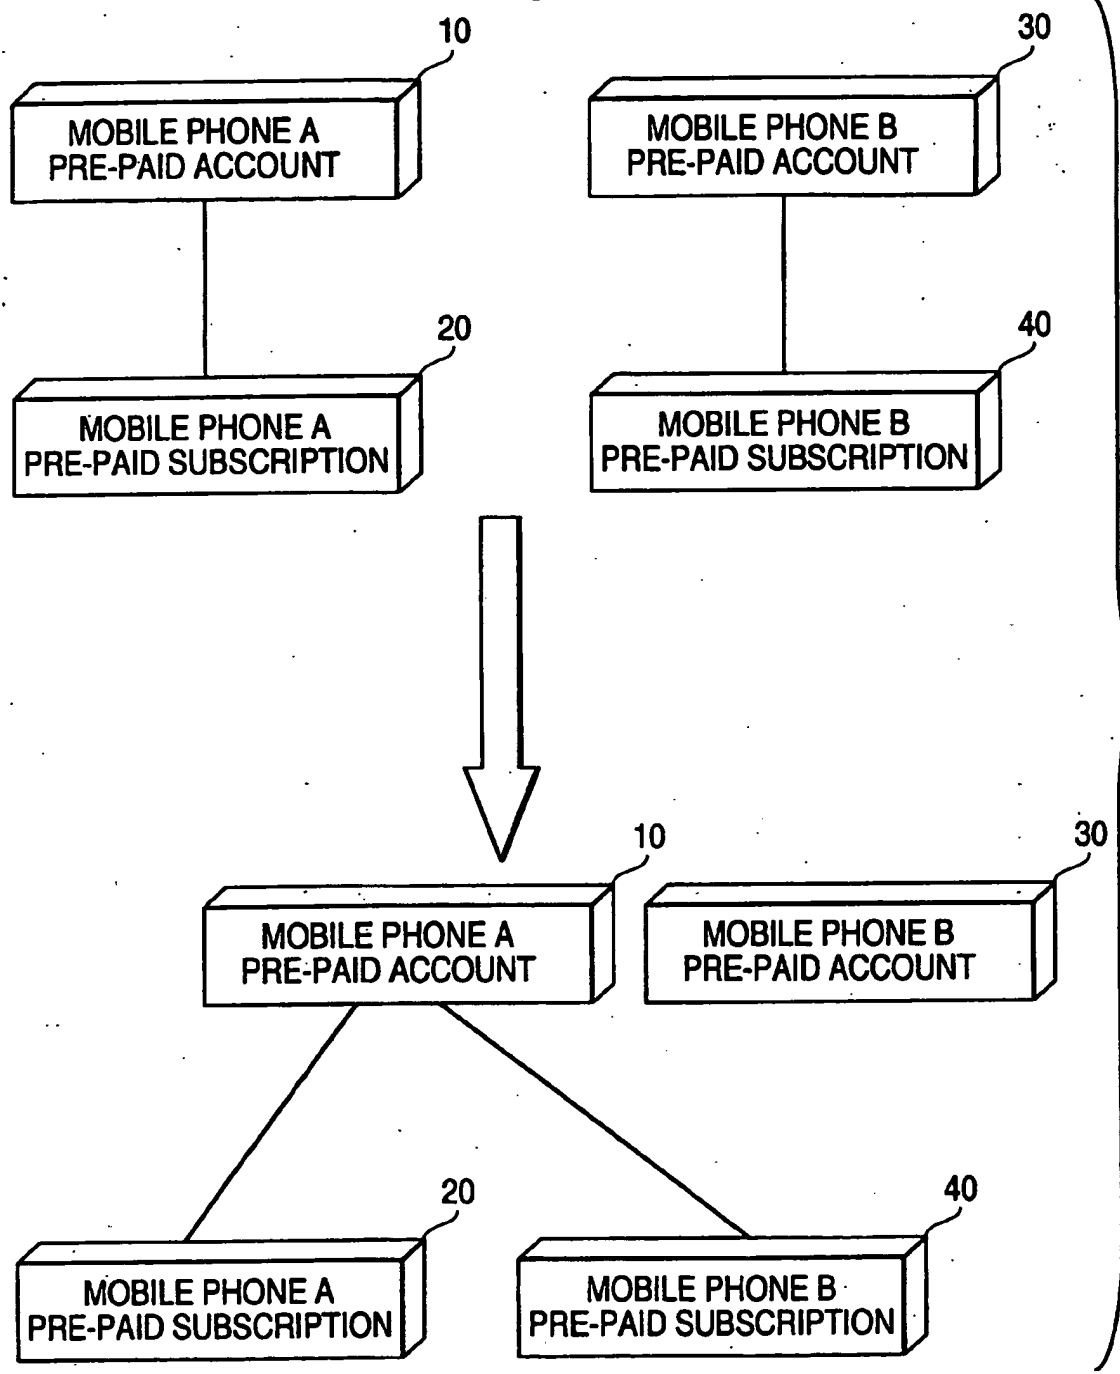 10
30
MOBILE PHONE A
PRE-PAID ACCOUNT
MOBILE PHONE B
PRE-PAID ACCOUNT
20
40
MOBILE PHONE A
PRE-PAID SUBSCRIPTION
MOBILE PHONE B
PRE-PAID SUBSCRIPTION
10
30
MOBILE PHONE A
PRE-PAID ACCOUNT
MOBILE PHONE B
PRE-PAID ACCOUNT
20
40
MOBILE PHONE A
PRE-PAID SUBSCRIPTION
MOBILE PHONE B
PRE-PAID SUBSCRIPTION